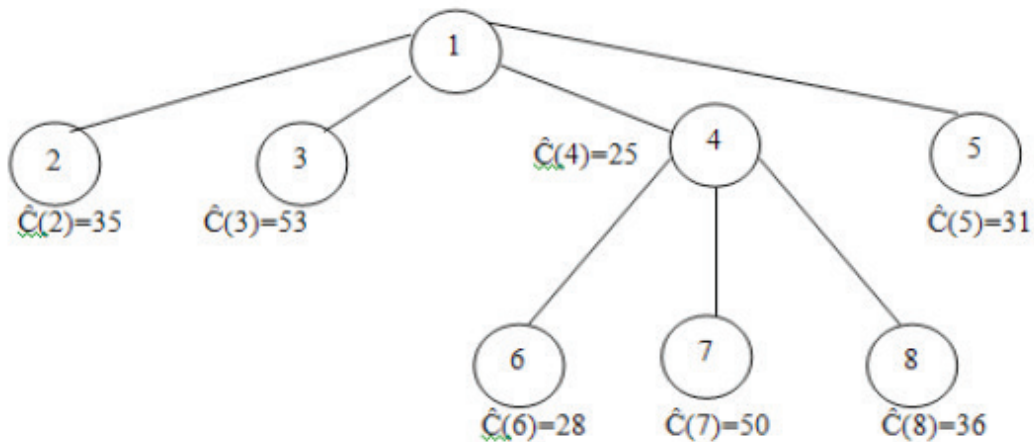 1
2
3
Ĉ(4)=25
4
5
Ĉ(2)=35
Ĉ(3)=53
Ĉ(5)=31
6
7
8
Ĉ(6)=28
Ĉ(7)=50
Ĉ(8)=36